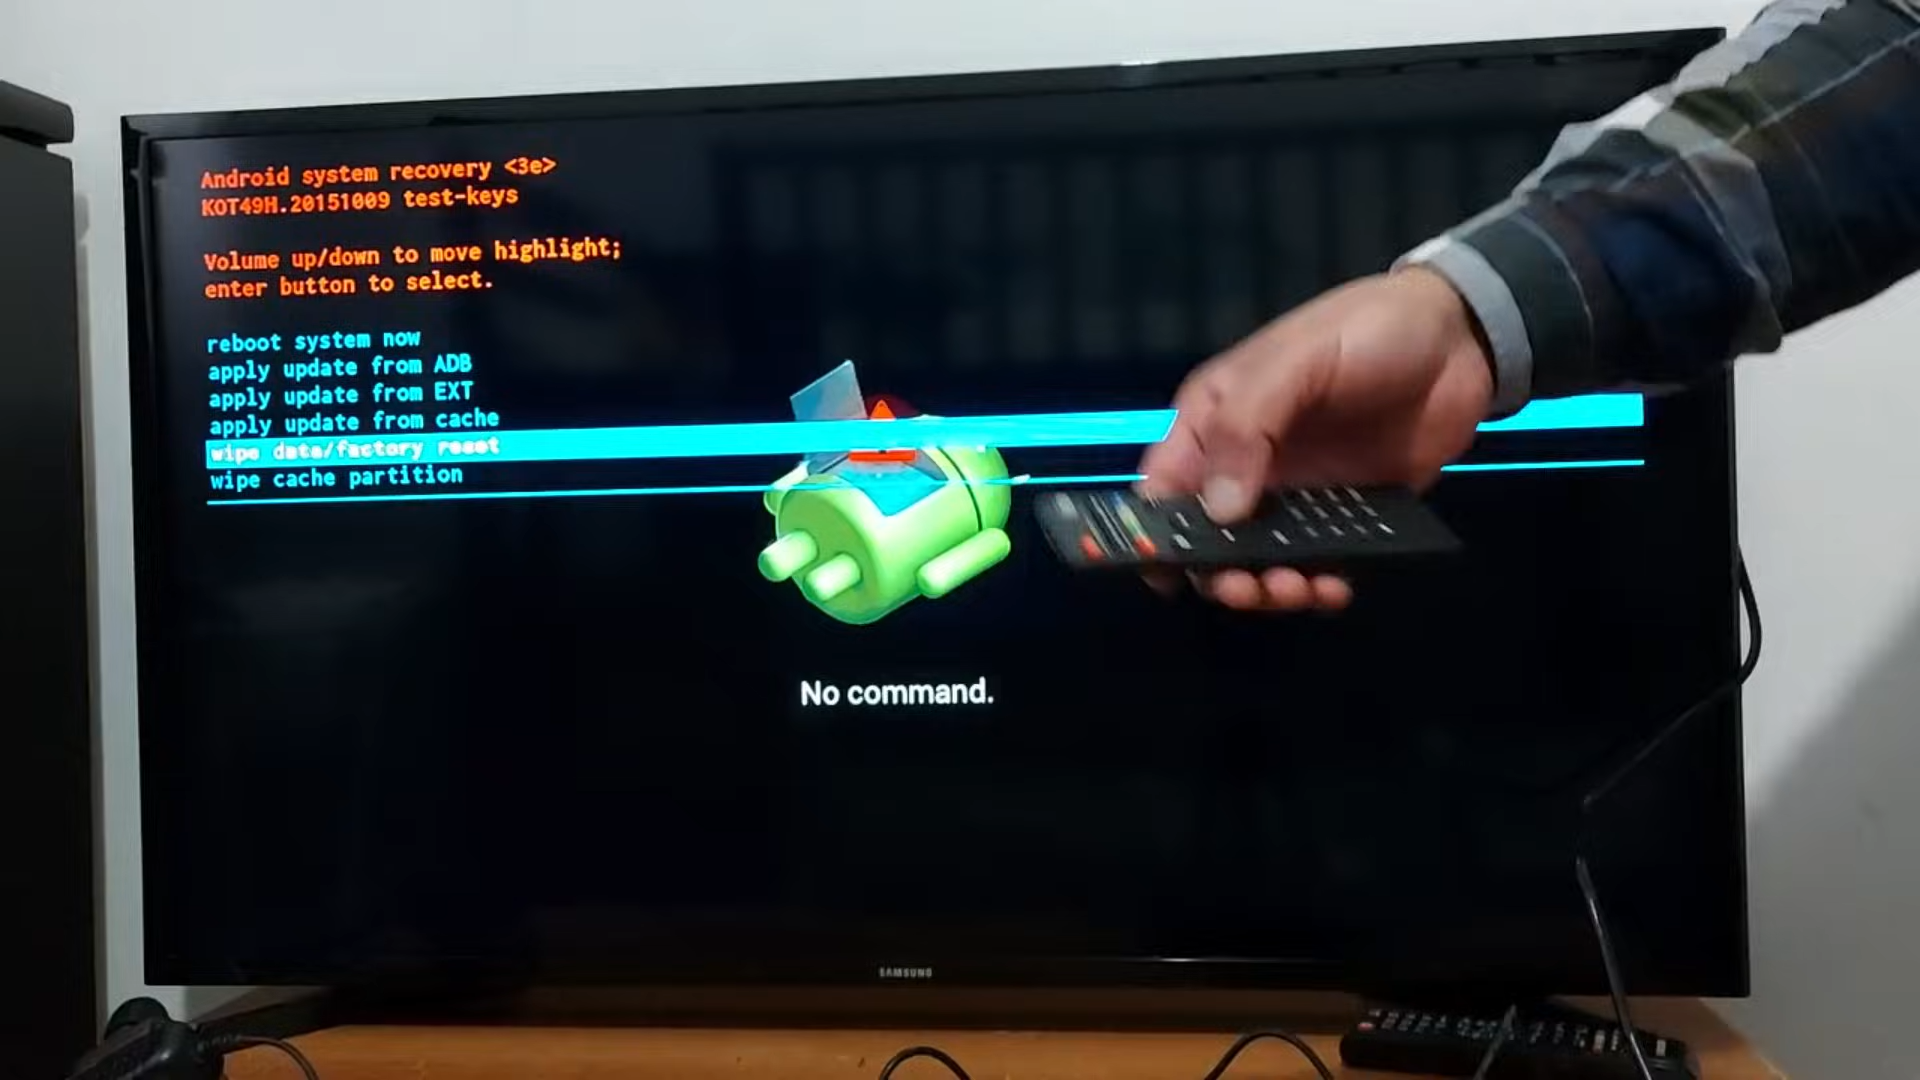 Android system recovery <3e>
KOT49H.20151009 test-keys
Volume up/down to move highlight;
enter button to select.
reboot system now
apply update from ADB
apply update from EXT
apply update from cache
wipe data/factory reset
wipe cache partition
No command.
SAMSUNG